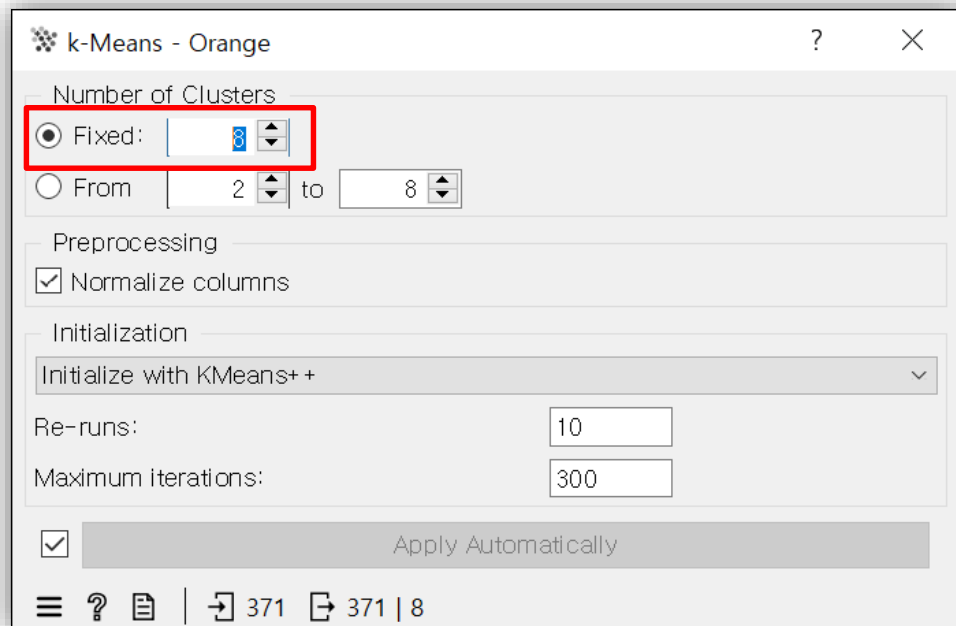 k-Means - Orange
Number of Clusters
Fixed: 8
From 2 to 8
Preprocessing
Normalize columns
Initialization
Initialize with KMeans++
Re-runs: 10
Maximum iterations: 300
Apply Automatically
371 371 | 8